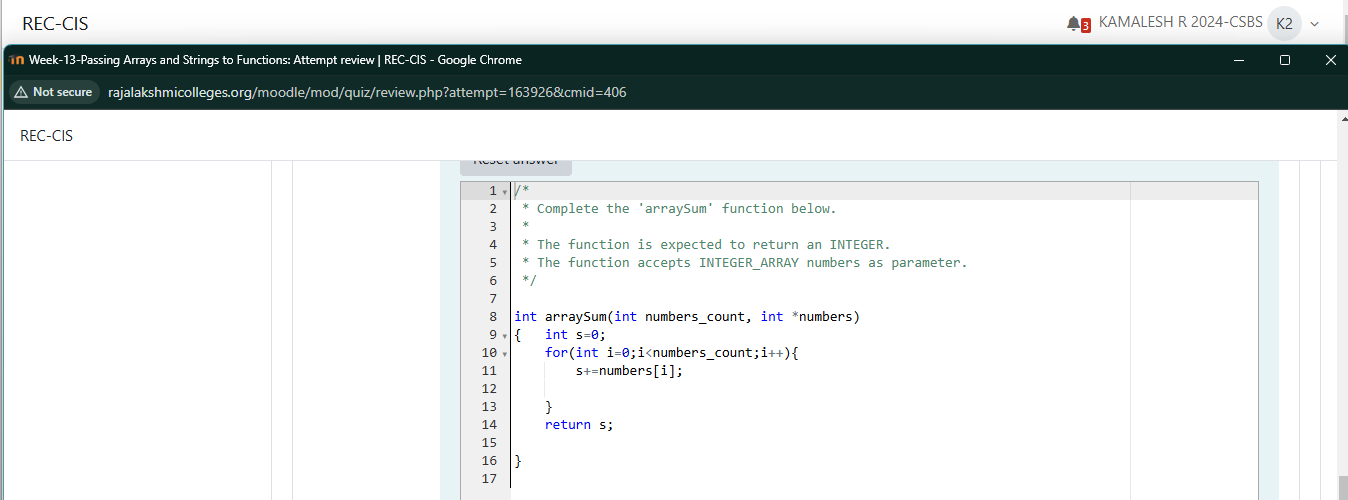 REC-CIS
3 KAMALESH R 2024-CSBS K2
Week-13-Passing Arrays and Strings to Functions: Attempt review | REC-CIS - Google Chrome
Not secure rajalakshmicolleges.org/moodle/mod/quiz/review.php?attempt=163926&cmid=406
REC-CIS
Reset answer
1 /*
2 * Complete the 'arraySum' function below.
3 *
4 * The function is expected to return an INTEGER.
5 * The function accepts INTEGER_ARRAY numbers as parameter.
6 */
7
8 int arraySum(int numbers_count, int *numbers)
9 { int s=0;
10 for(int i=0;i<numbers_count;i++){
11 s+=numbers[i];
12
13 }
14 return s;
15
16 }
17